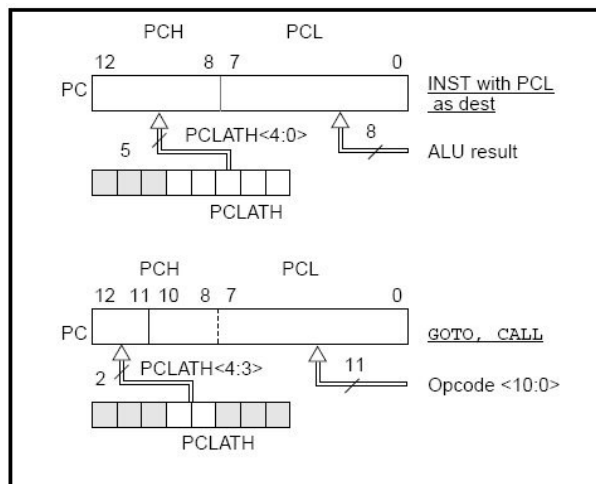 PCH PCL
12 8 7 0
PC
INST with PCL
as dest
5 PCLATH<4:0> 8 ALU result
PCLATH
PCH PCL
12 11 10 8 7 0
PC GOTO, CALL
2 PCLATH<4:3> 11 Opcode <10:0>
PCLATH